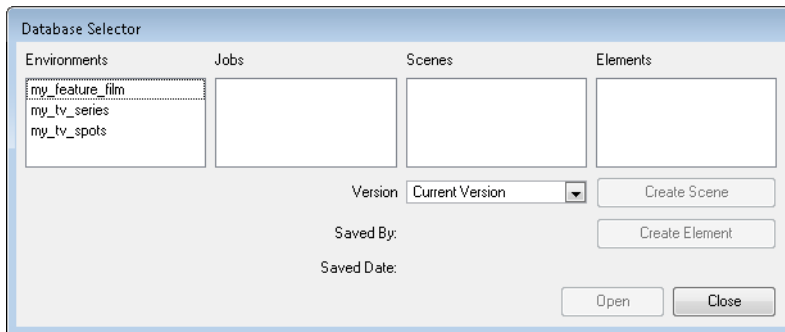 Database Selector
Environments Jobs Scenes Elements
my_feature_film
my_tv_series
my_tv_spots
Version Current Version Create Scene
Saved By: Create Element
Saved Date:
Open Close